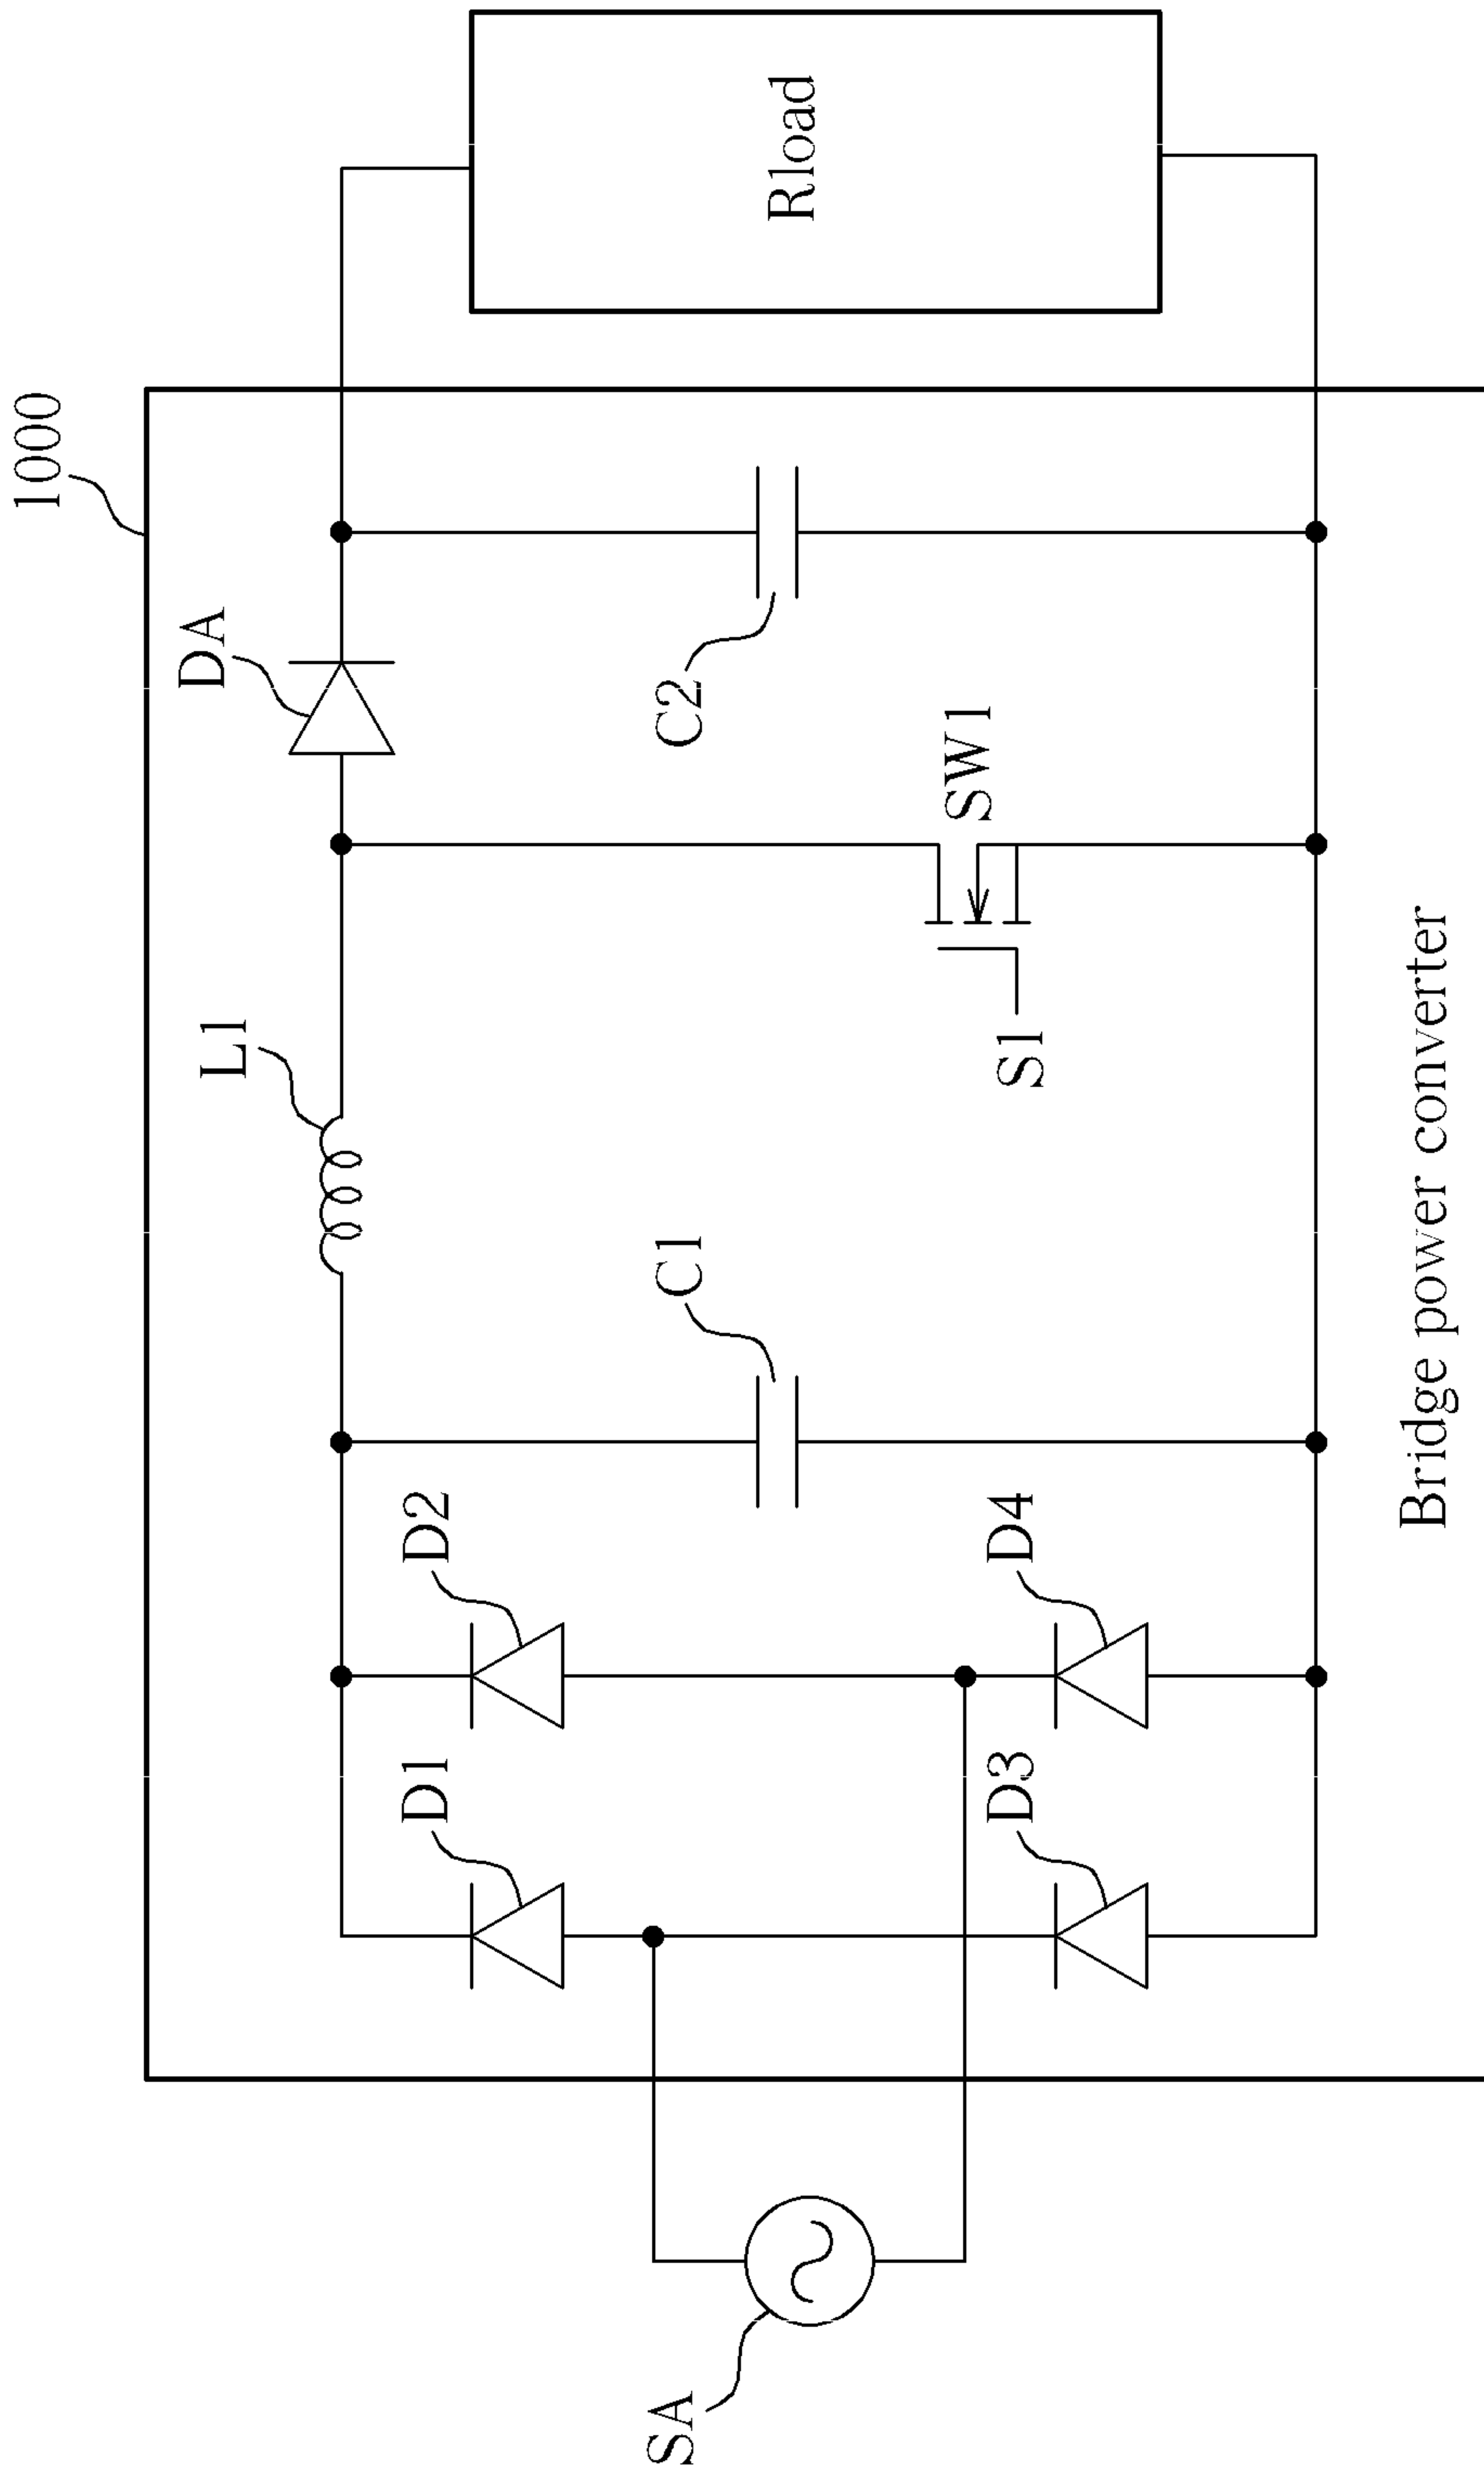 1000
DA
L1
Rload
C2
SW1
C1
S1
D2
D1
D4
D3
SA
Bridge power converter